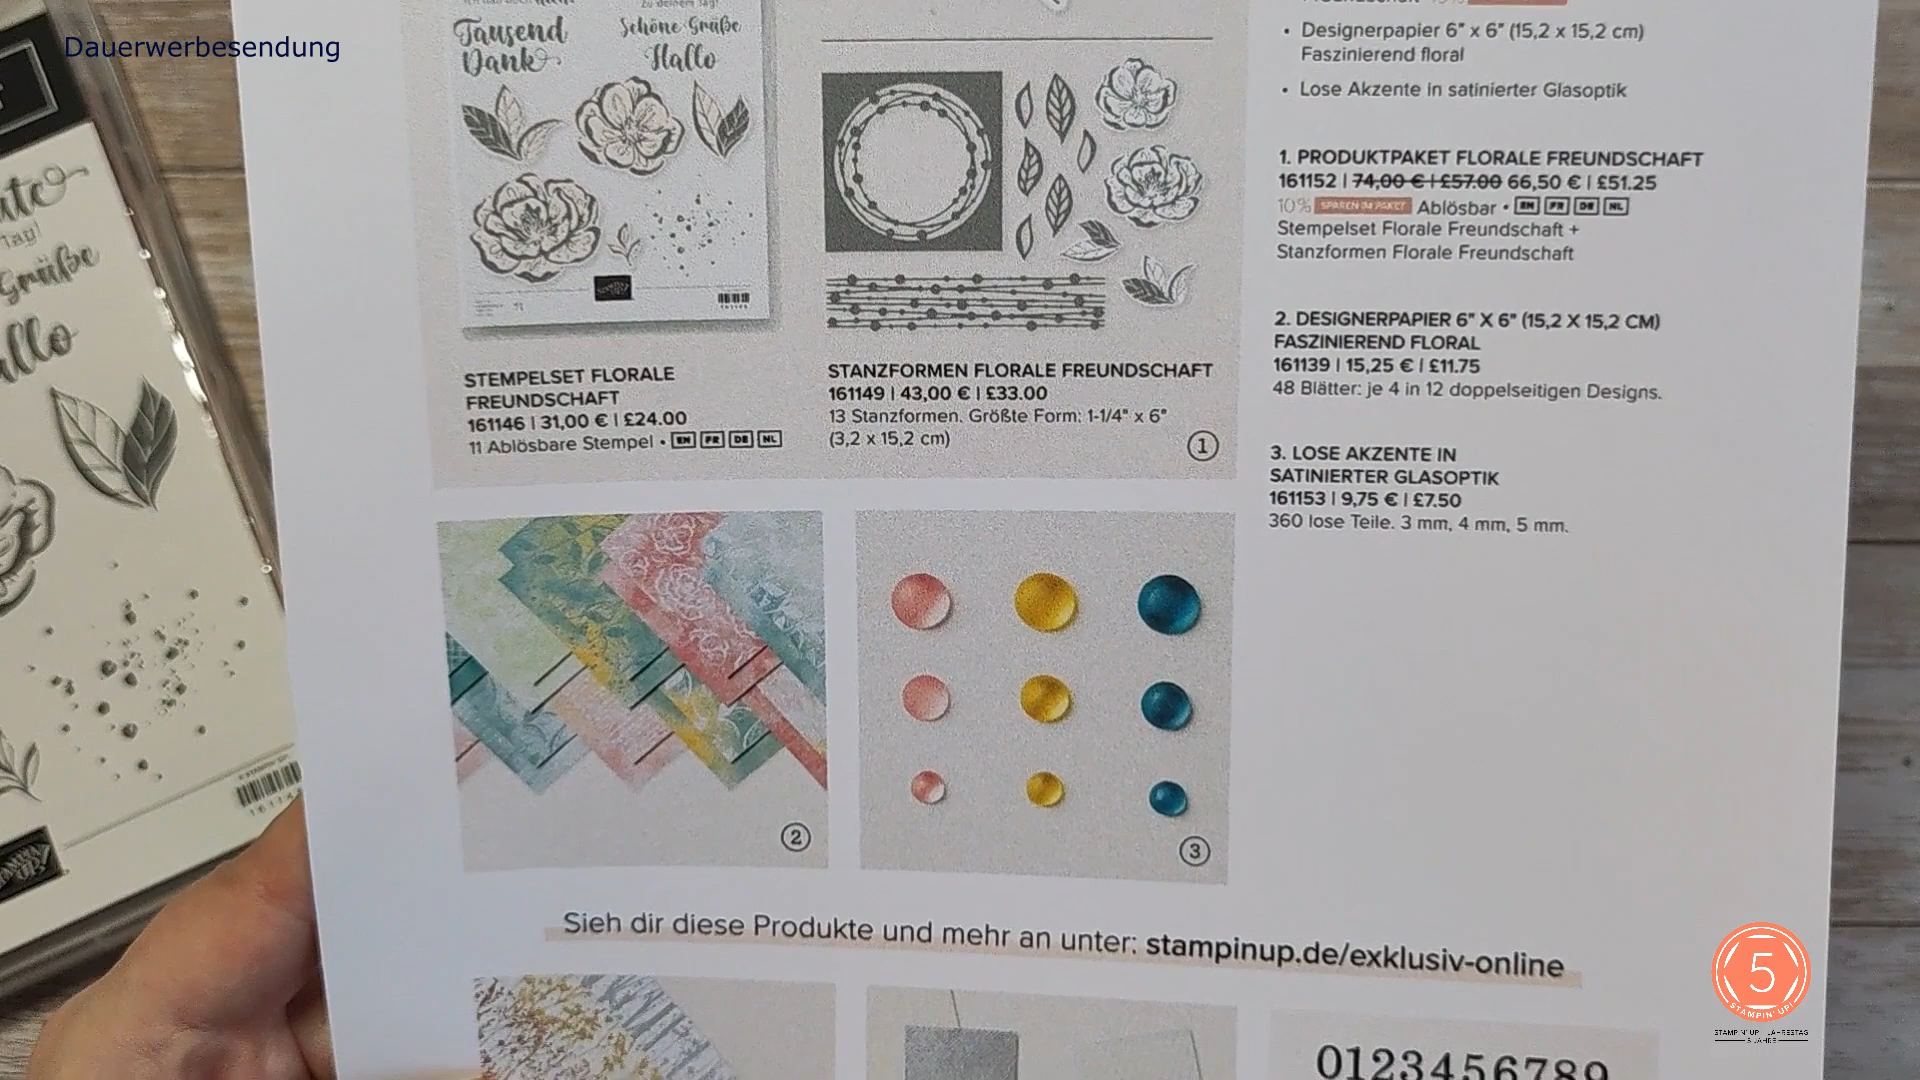 Dauerwerbesendung
Tausend
Dank
Schöne Grüße
Hallo
• Designerpapier 6" x 6" (15,2 x 15,2 cm)
Faszinierend floral
• Lose Akzente in satinierter Glasoptik
1. PRODUKTPAKET FLORALE FREUNDSCHAFT
161152 | 74,00 € | £57.00 66,50 € | £51.25
10% SPAREN IM PAKET Ablösbar • EN FR DE NL
Stempelset Florale Freundschaft +
Stanzformen Florale Freundschaft
2. DESIGNERPAPIER 6" X 6" (15,2 X 15,2 CM)
FASZINIEREND FLORAL
161139 | 15,25 € | £11.75
48 Blätter: je 4 in 12 doppelseitigen Designs.
3. LOSE AKZENTE IN
SATINIERTER GLASOPTIK
161153 | 9,75 € | £7.50
360 lose Teile. 3 mm, 4 mm, 5 mm.
STEMPELSET FLORALE
FREUNDSCHAFT
161146 | 31,00 € | £24.00
11 Ablösbare Stempel • EN FR DE NL
STANZFORMEN FLORALE FREUNDSCHAFT
161149 | 43,00 € | £33.00
13 Stanzformen. Größte Form: 1-1/4" x 6"
(3,2 x 15,2 cm)
1
2
3
Sieh dir diese Produkte und mehr an unter: stampinup.de/exklusiv-online
0123456789
Grüße
5
STAMPIN' UP!
STAMPIN' UP! JAHRESTAG
5 JAHRE